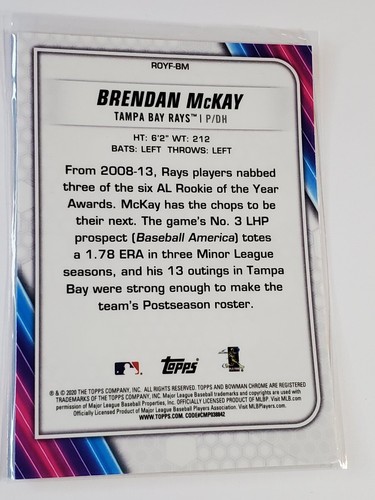 ROYF-BM
BRENDAN McKAY
TAMPA BAY RAYS™ | P/DH
HT: 6'2" WT: 212
BATS: LEFT THROWS: LEFT
From 2008-13, Rays players nabbed
three of the six AL Rookie of the Year
Awards. McKay has the chops to be
their next. The game's No. 3 LHP
prospect (Baseball America) totes
a 1.78 ERA in three Minor League
seasons, and his 13 outings in Tampa
Bay were strong enough to make the
team's Postseason roster.
topps
® & © 2020 THE TOPPS COMPANY, INC. ALL RIGHTS RESERVED. TOPPS AND BOWMAN CHROME ARE REGISTERED
TRADEMARKS OF THE TOPPS COMPANY, INC. Major League Baseball trademarks and copyrights are used with
permission of Major League Baseball Properties, Inc. OFFICIALLY LICENSED PRODUCT OF MLBP. Visit MLB.com
Officially Licensed Product of Major League Baseball Players Association. Visit MLBPlayers.com.
WWW.TOPPS.COM. CODE#CMP038842